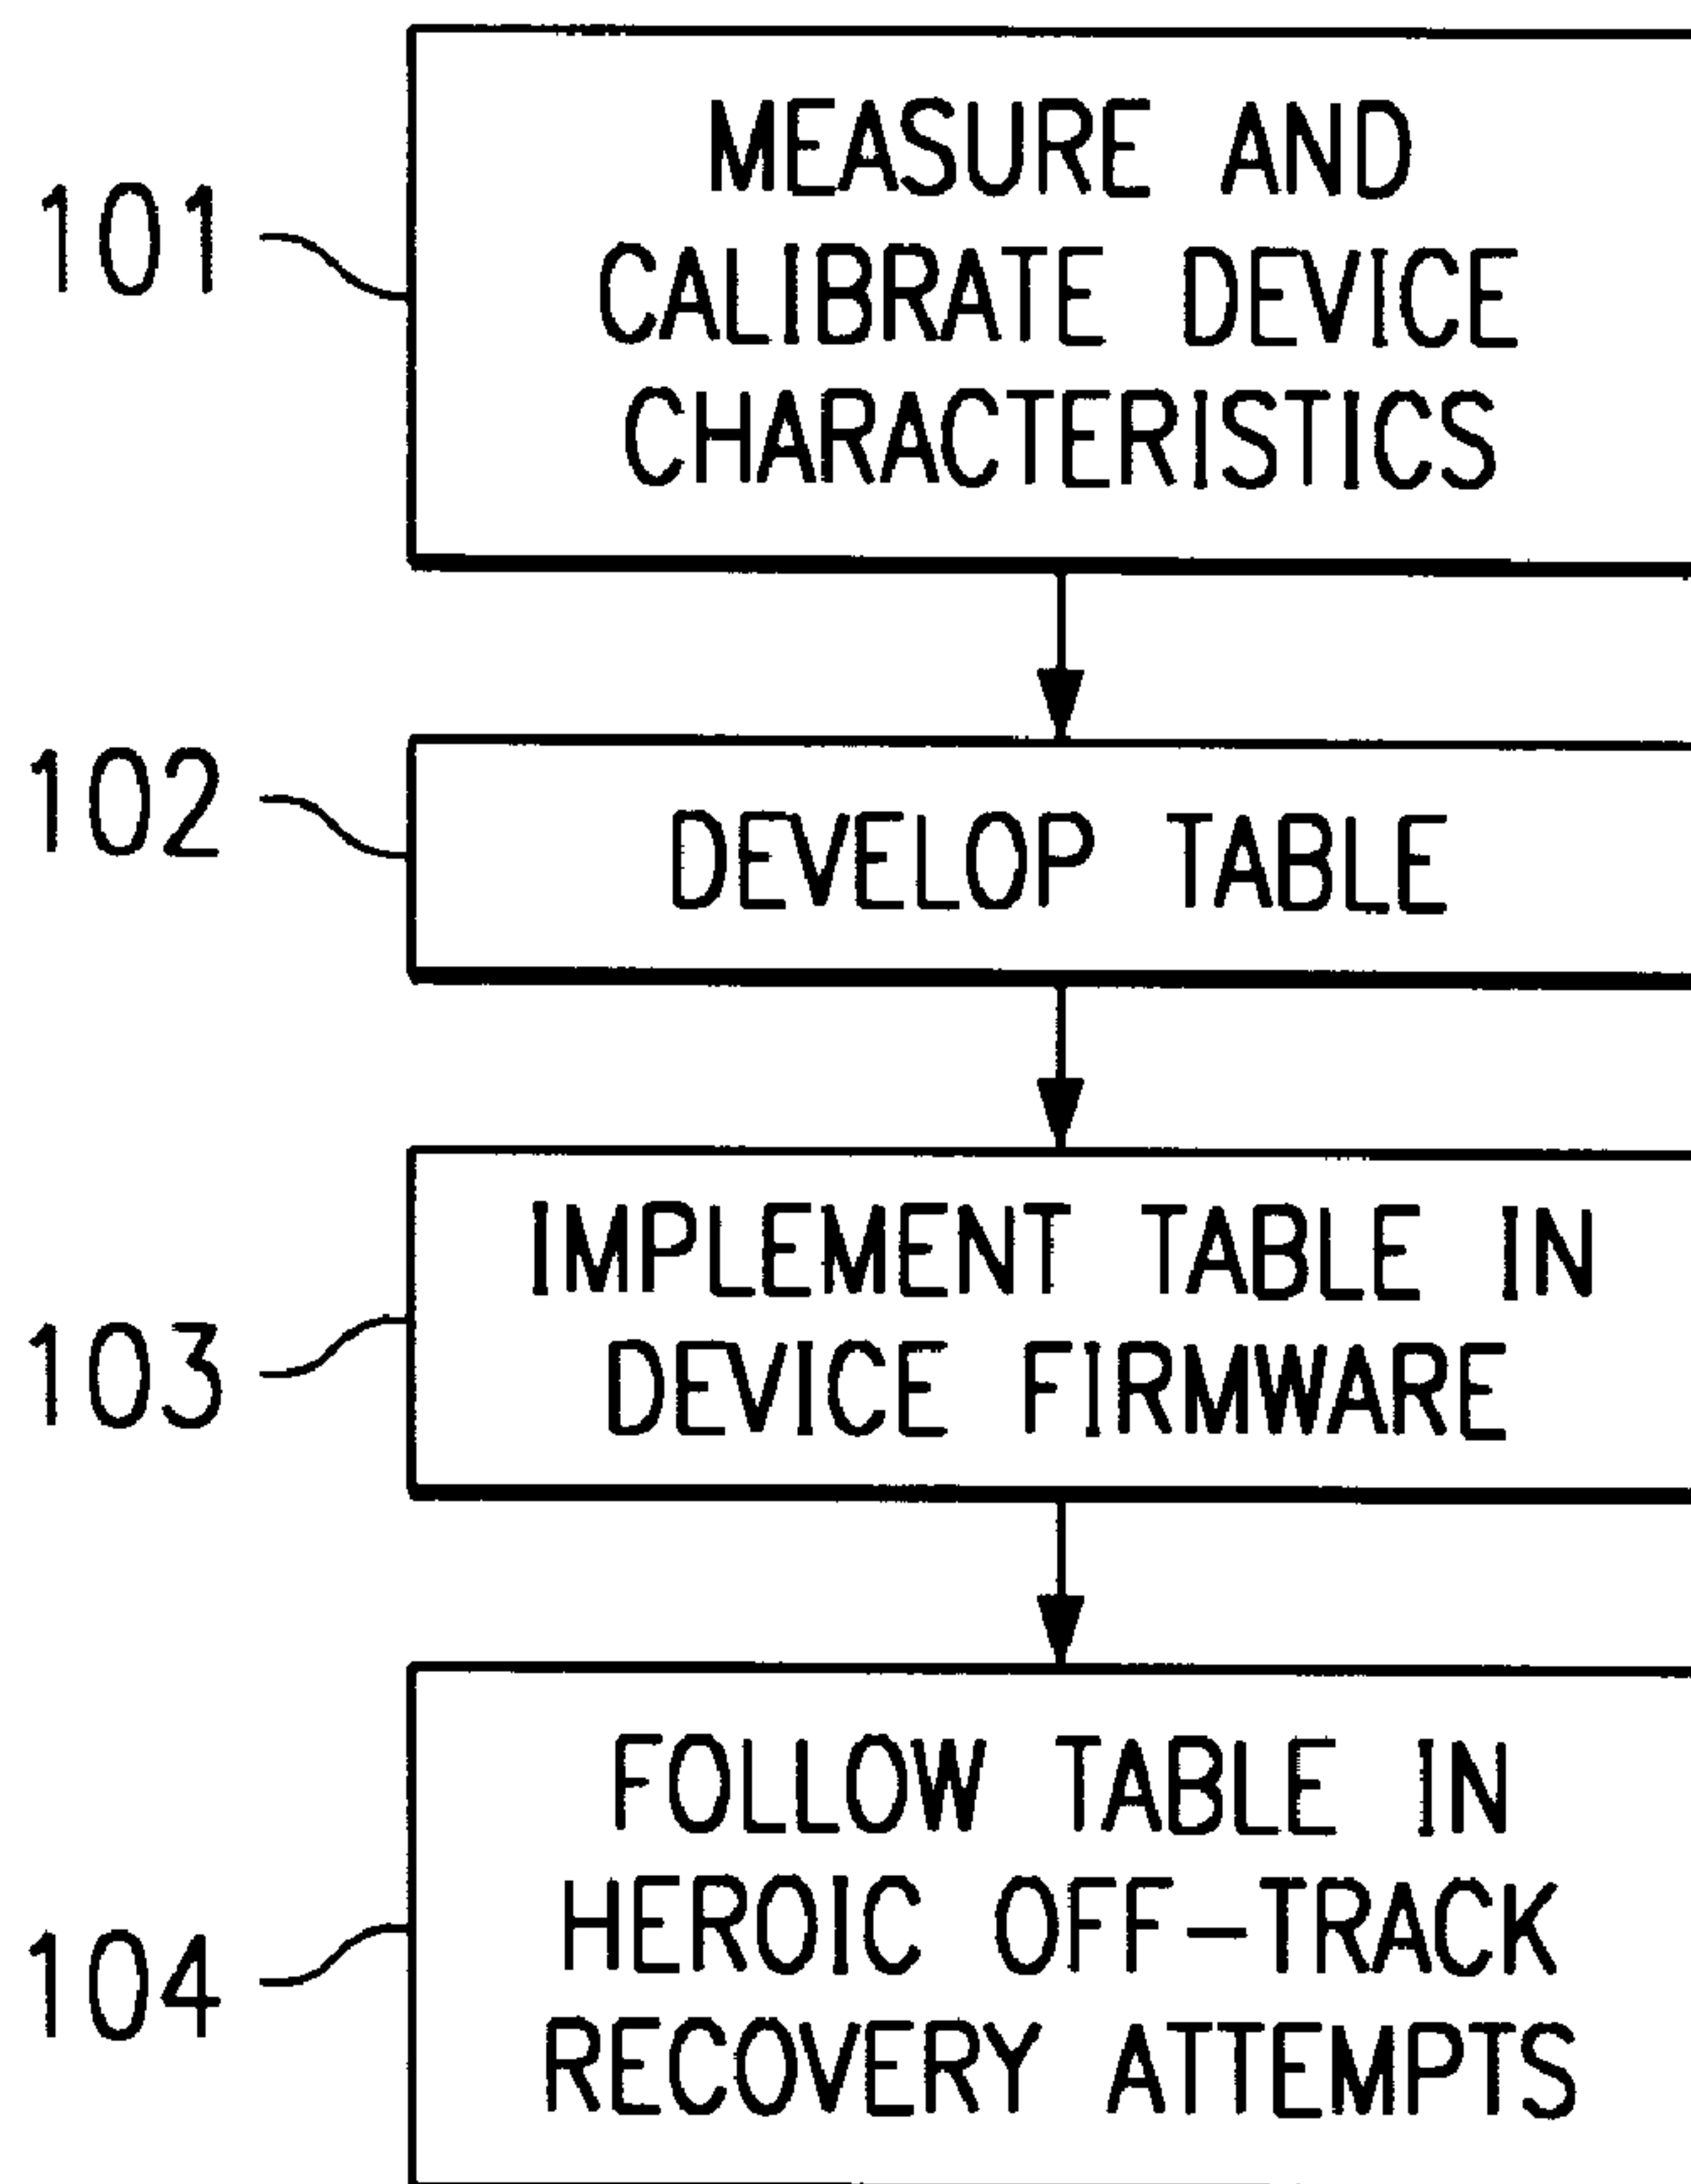 101
MEASURE AND
CALIBRATE DEVICE
CHARACTERISTICS
102
DEVELOP TABLE
103
IMPLEMENT TABLE IN
DEVICE FIRMWARE
104
FOLLOW TABLE IN
HEROIC OFF-TRACK
RECOVERY ATTEMPTS